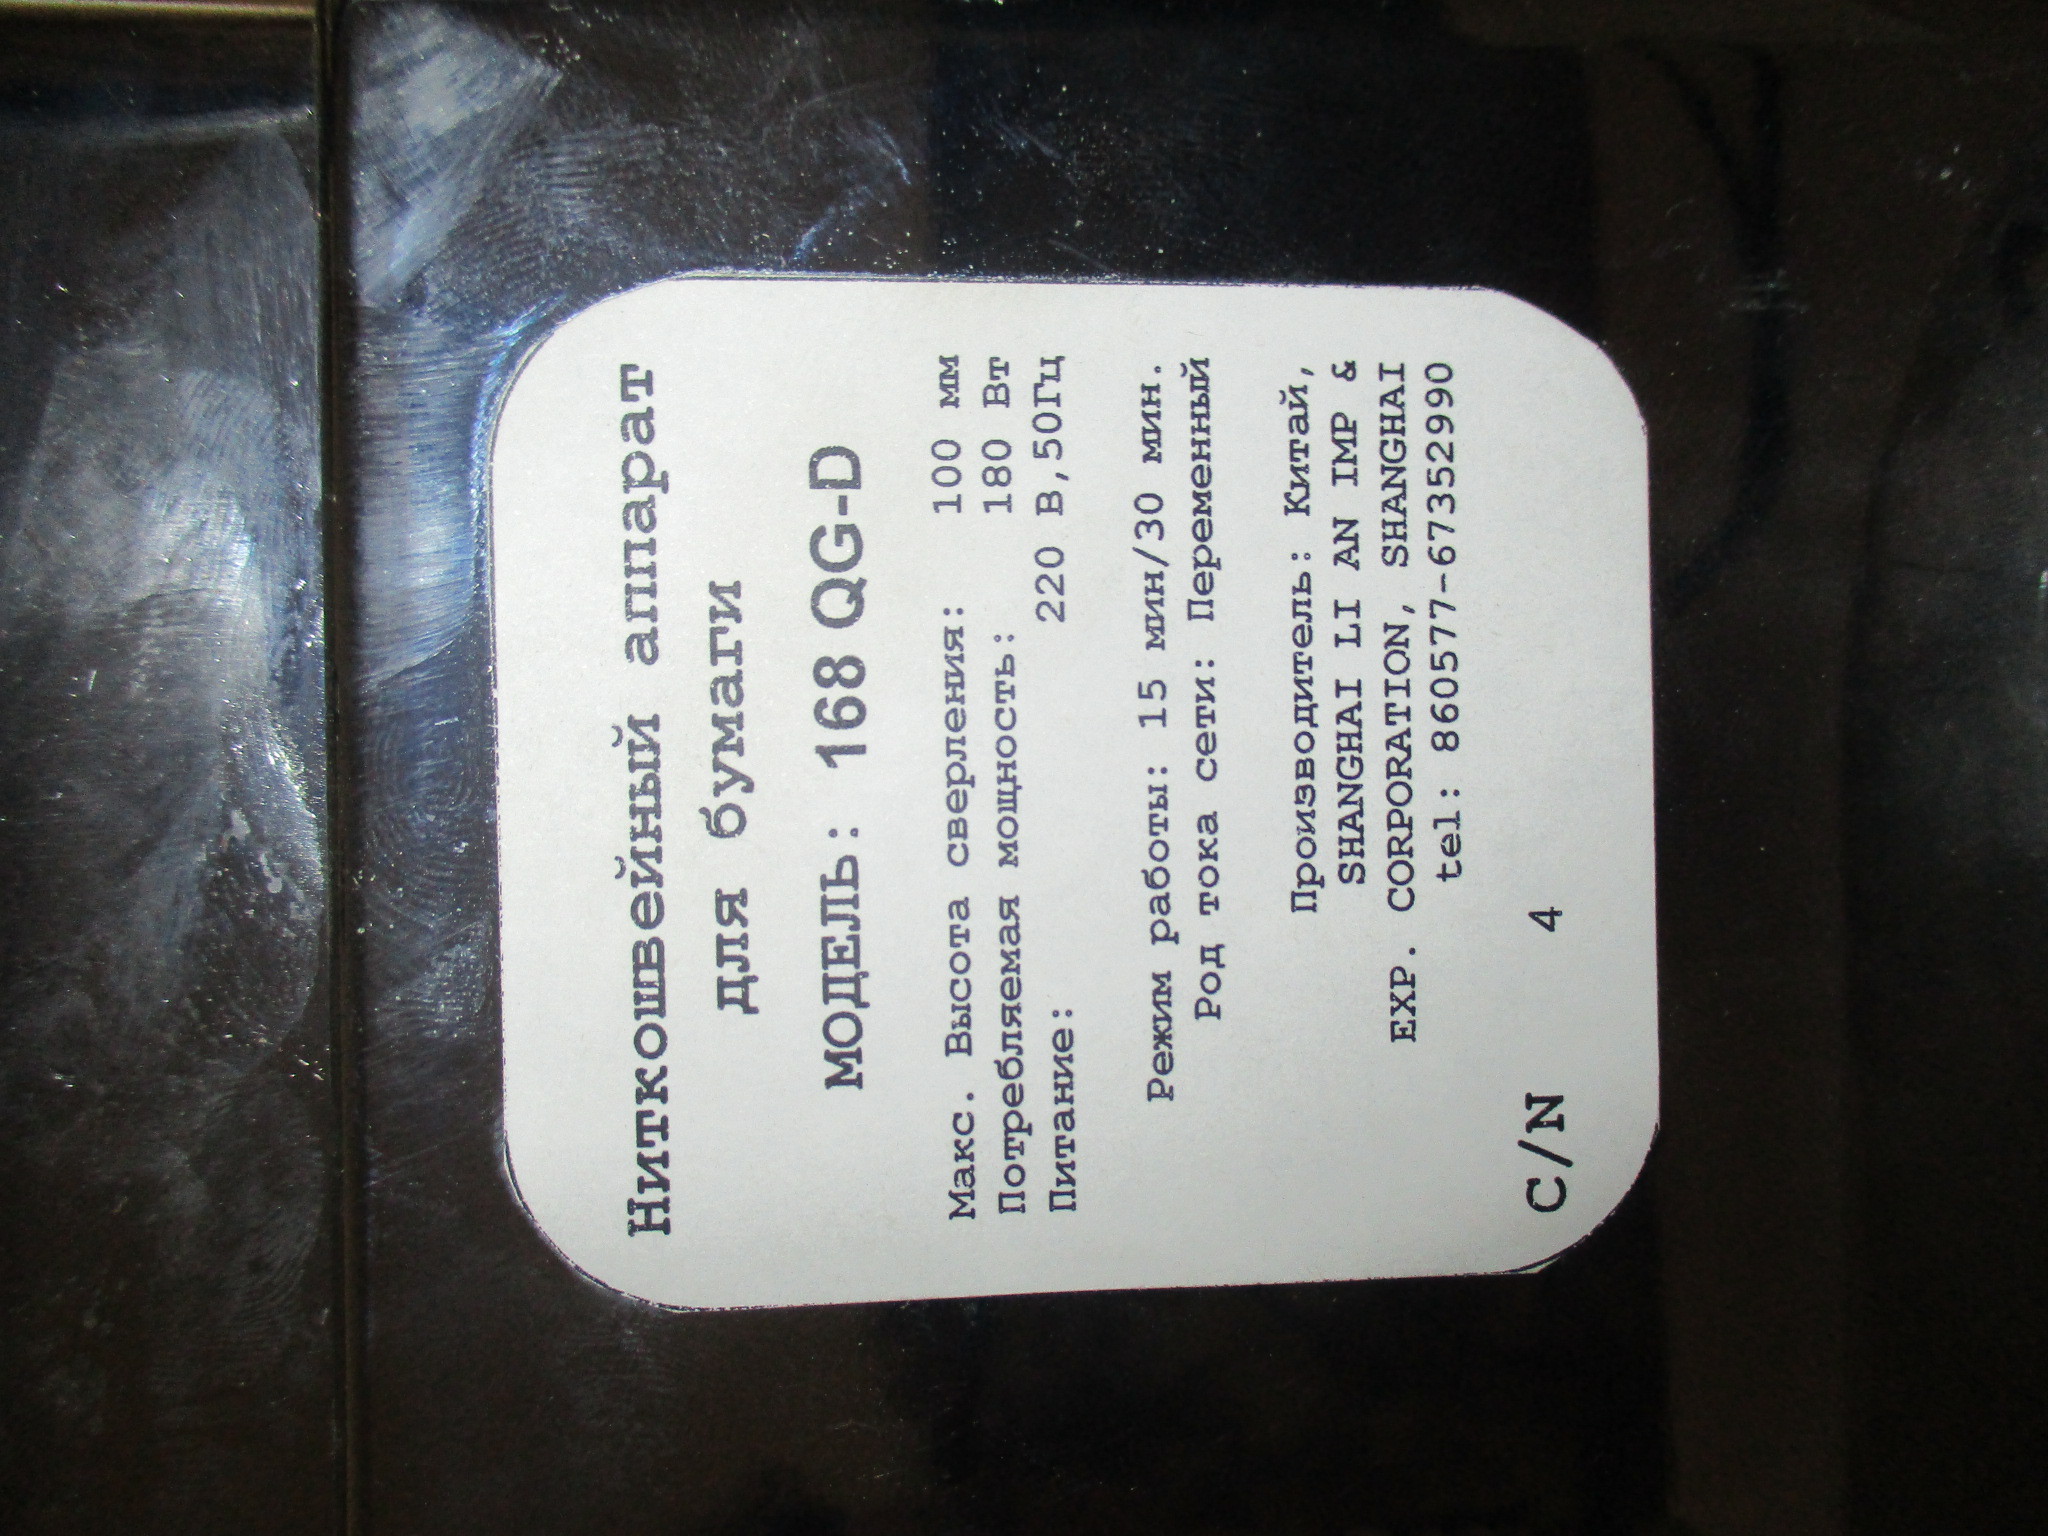 Ниткошвейный аппарат
для бумаги
МОДЕЛЬ: 168 QG-D
Макс. Высота сверления: 100 мм
Потребляемая мощность: 180 Вт
Питание: 220 В,50Гц
Режим работы: 15 мин/30 мин.
Род тока сети: Переменный
Производитель: Китай,
SHANGHAI LI AN IMP &
EXP. CORPORATION, SHANGHAI
tel: 860577-67352990
C/N 4